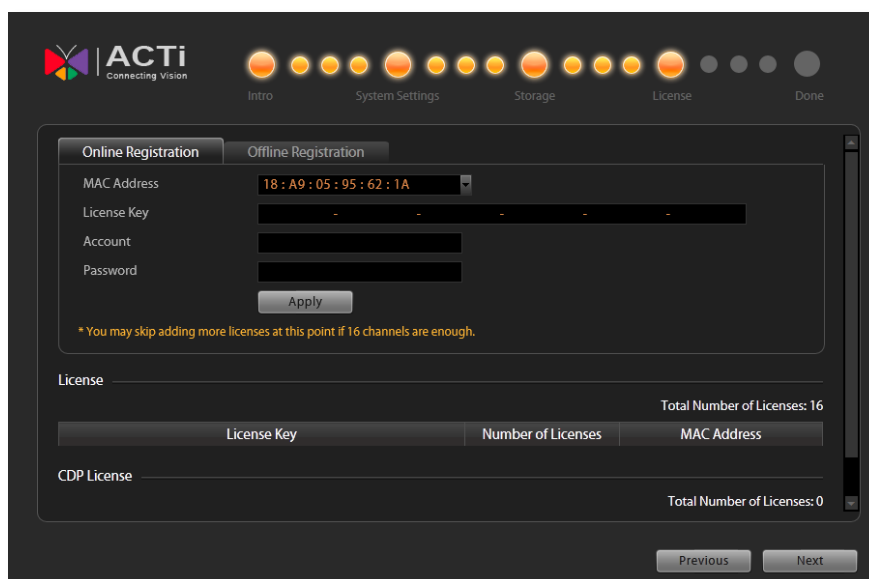 ACTi
Connecting Vision
Intro System Settings Storage License Done
Online Registration Offline Registration
MAC Address 18 : A9 : 05 : 95 : 62 : 1A
License Key - - - - -
Account
Password
Apply
* You may skip adding more licenses at this point if 16 channels are enough.
License
Total Number of Licenses: 16
License Key Number of Licenses MAC Address
CDP License
Total Number of Licenses: 0
Previous Next